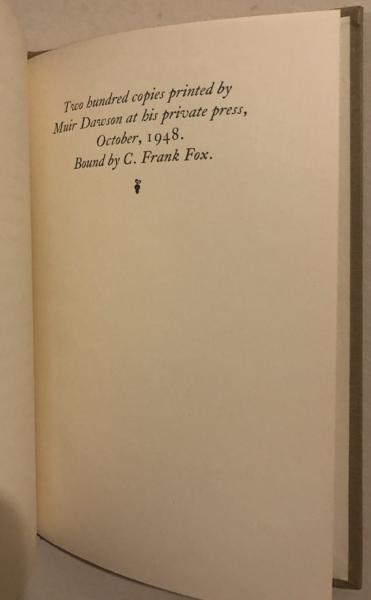 Two hundred copies printed by
Muir Dawson at his private press,
October, 1948.
Bound by C. Frank Fox.